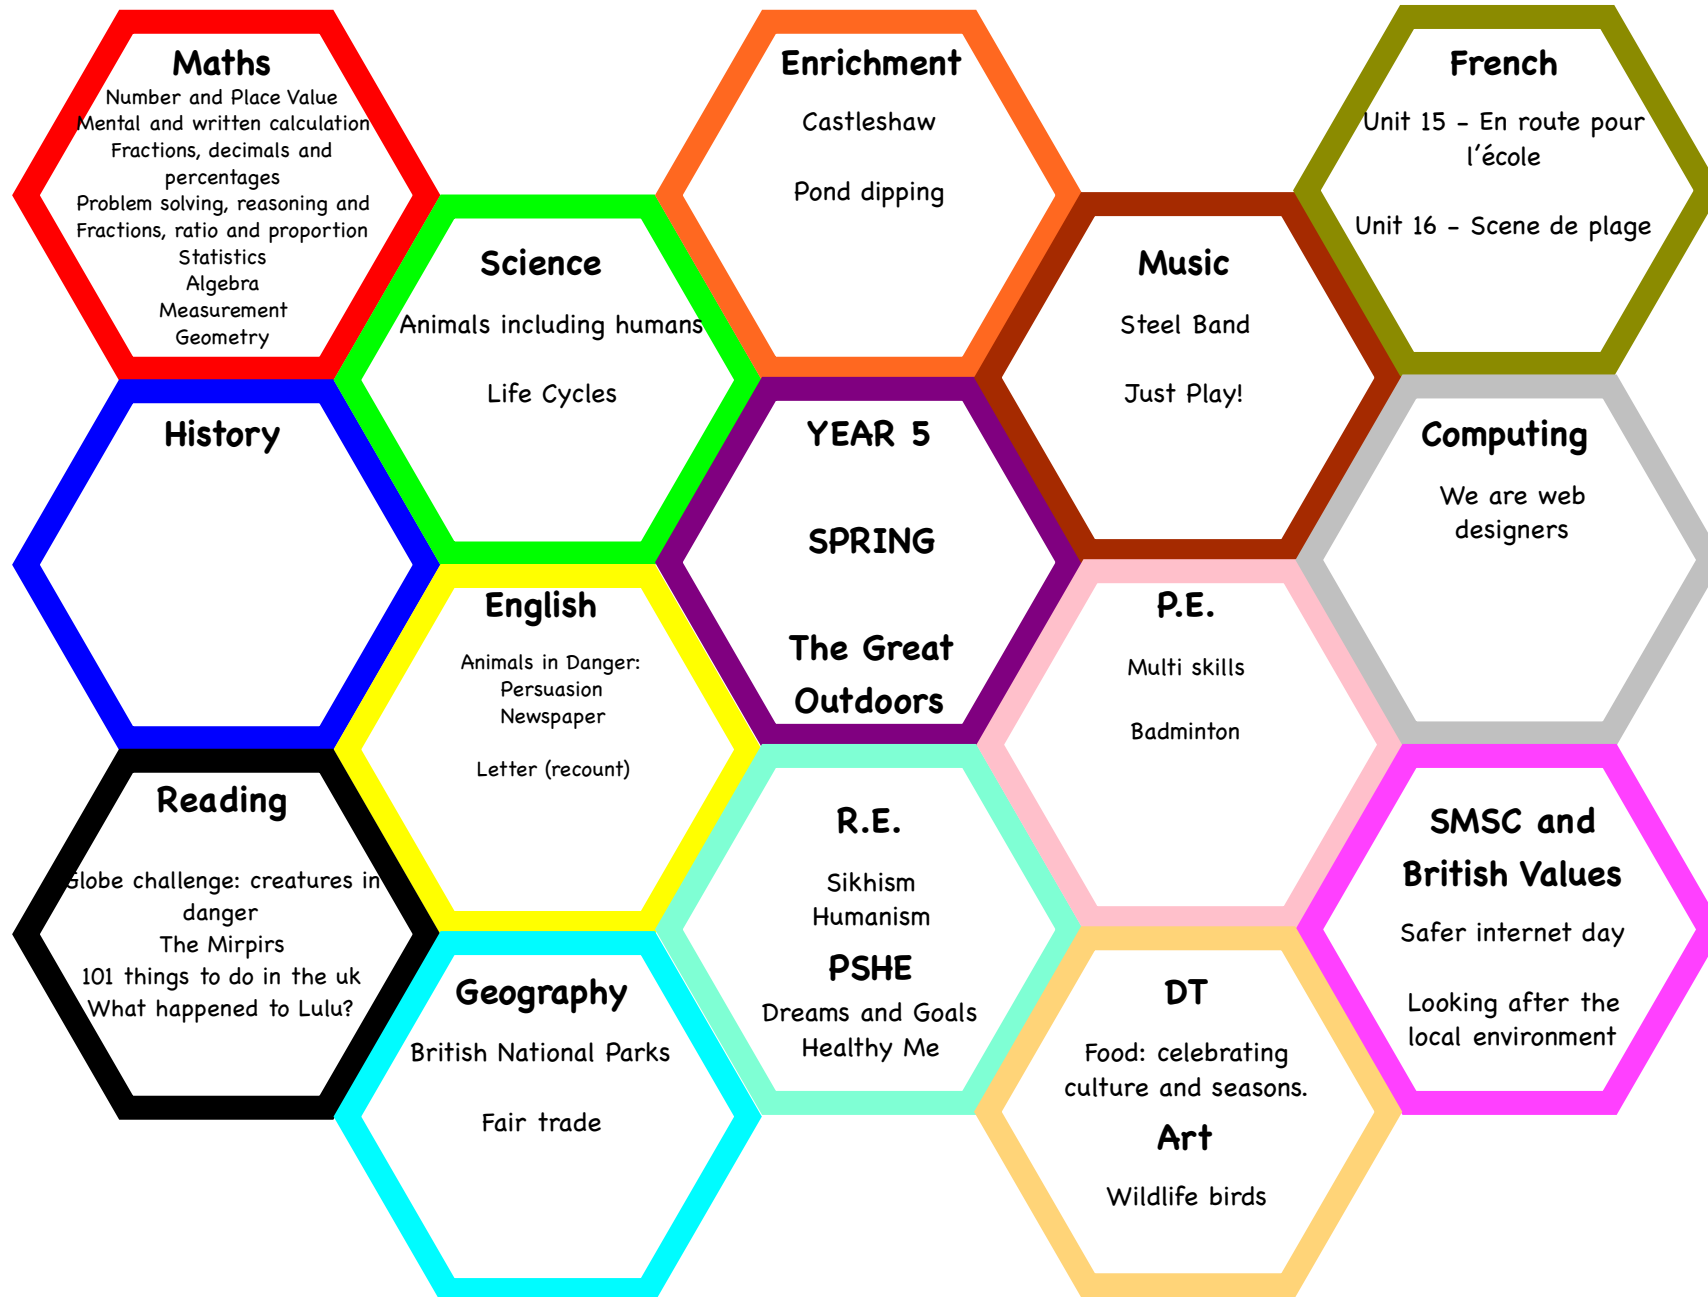 Maths
Number and Place Value
Mental and written calculation
Fractions, decimals and
percentages
Problem solving, reasoning and
Fractions, ratio and proportion
Statistics
Algebra
Measurement
Geometry
Enrichment
Castleshaw
Pond dipping
French
Unit 15 - En route pour
l'école
Unit 16 - Scene de plage
Science
Animals including humans
Life Cycles
Music
Steel Band
Just Play!
History
YEAR 5
SPRING
The Great
Outdoors
Computing
We are web
designers
English
Animals in Danger:
Persuasion
Newspaper
Letter (recount)
P.E.
Multi skills
Badminton
Reading
Globe challenge: creatures in
danger
The Mirpirs
101 things to do in the uk
What happened to Lulu?
R.E.
Sikhism
Humanism
PSHE
Dreams and Goals
Healthy Me
SMSC and
British Values
Safer internet day
Looking after the
local environment
Geography
British National Parks
Fair trade
DT
Food: celebrating
culture and seasons.
Art
Wildlife birds